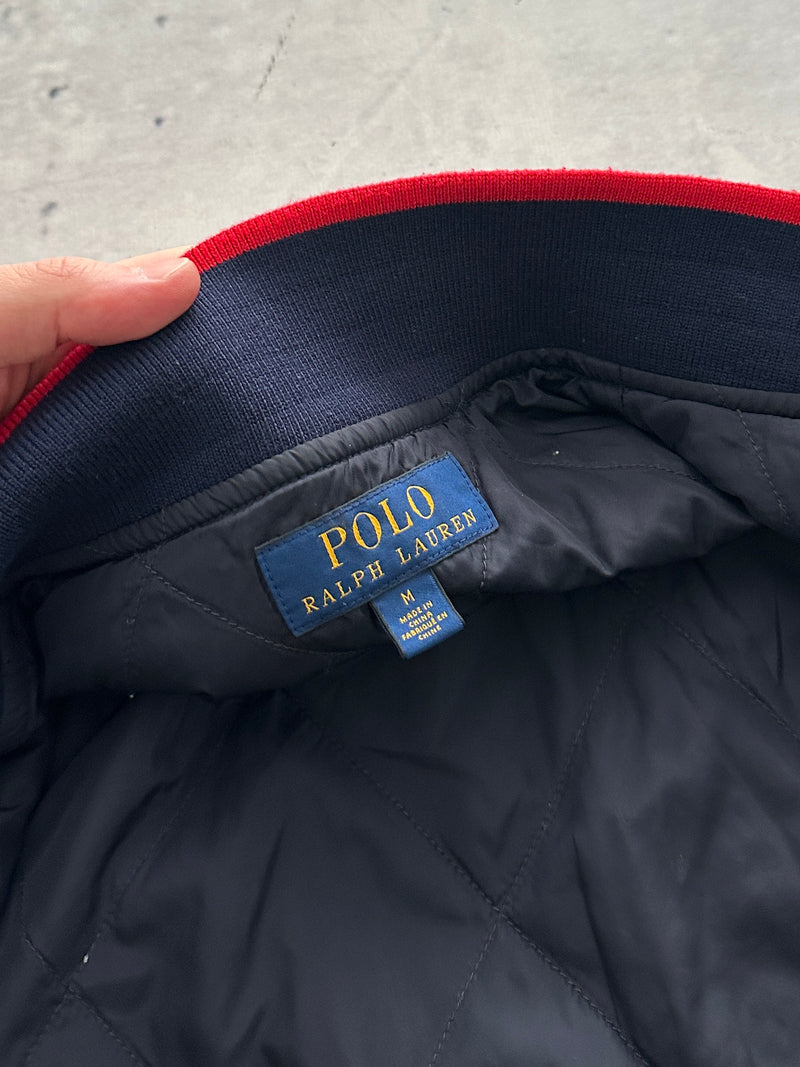 POLO
RALPH LAUREN
M
MADE IN
CHINA
FABRIQUÉ EN
CHINE